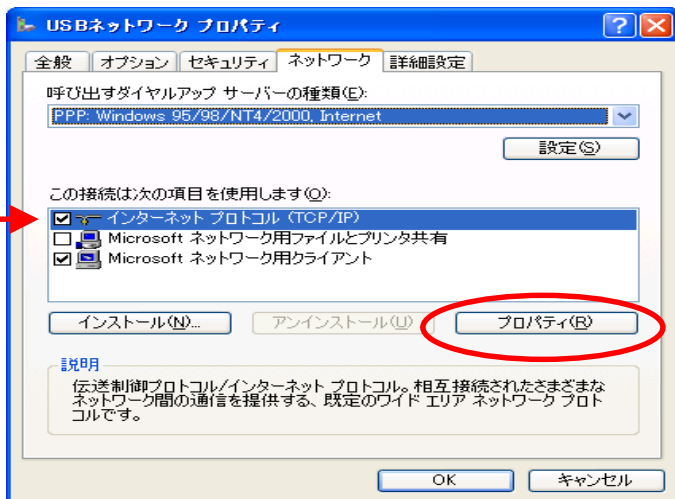 USBネットワーク プロパティ
全般 オプション セキュリティ ネットワーク 詳細設定
呼び出すダイヤルアップ サーバーの種類(E):
PPP: Windows 95/98/NT4/2000, Internet
設定(S)
この接続は次の項目を使用します(O):
インターネット プロトコル (TCP/IP)
Microsoft ネットワーク用ファイルとプリンタ共有
Microsoft ネットワーク用クライアント
インストール(N)... アンインストール(U) プロパティ(R)
説明
伝送制御プロトコル/インターネット プロトコル。相互接続されたさまざまな
ネットワーク間の通信を提供する、既定のワイド エリア ネットワーク プロト
コルです。
OK キャンセル